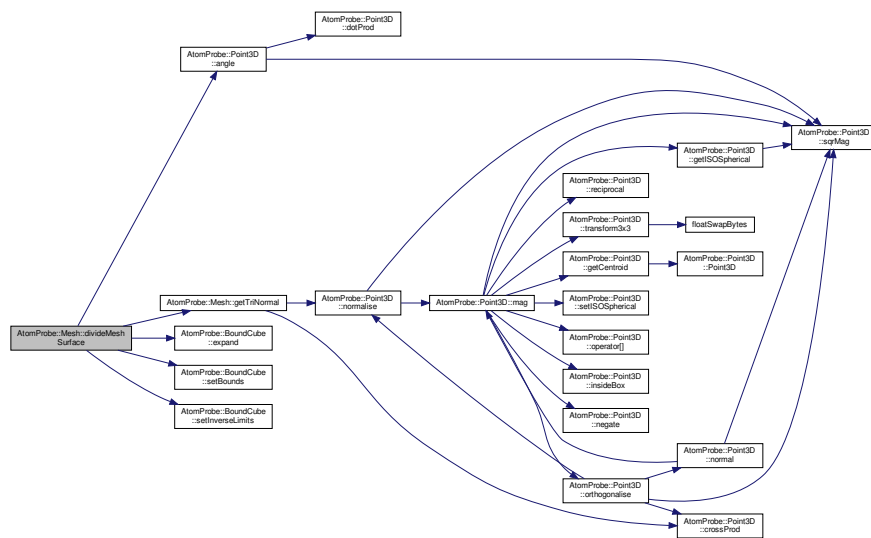 AtomProbe::Point3D
::dotProd
AtomProbe::Point3D
::angle
AtomProbe::Point3D
::sqrMag
AtomProbe::Point3D
::getISOSpherical
AtomProbe::Point3D
::reciprocal
AtomProbe::Point3D
::transform3x3
floatSwapBytes
AtomProbe::Point3D
::getCentroid
AtomProbe::Point3D
::Point3D
AtomProbe::Mesh::getTriNormal
AtomProbe::Point3D
::normalise
AtomProbe::Point3D::mag
AtomProbe::Point3D
::setISOSpherical
AtomProbe::Mesh::divideMesh
Surface
AtomProbe::BoundCube
::expand
AtomProbe::Point3D
::operator[]
AtomProbe::BoundCube
::setBounds
AtomProbe::Point3D
::insideBox
AtomProbe::BoundCube
::setInverseLimits
AtomProbe::Point3D
::negate
AtomProbe::Point3D
::normal
AtomProbe::Point3D
::orthogonalise
AtomProbe::Point3D
::crossProd